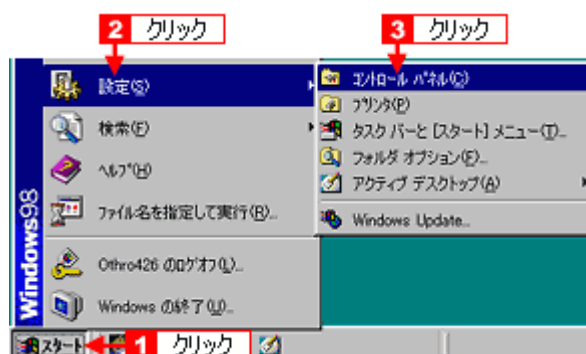 2 クリック
3 クリック
設定(S)
検索(F)
ヘルプ(H)
ファイル名を指定して実行(R)...
Othro426 のログオフ(L)...
Windows の終了(U)...
Windows98
コントロール パネル(C)
プリンタ(P)
タスク バーと [スタート] メニュー(T)...
フォルダ オプション(F)...
アクティブ デスクトップ(A)
Windows Update...
スタート
1 クリック